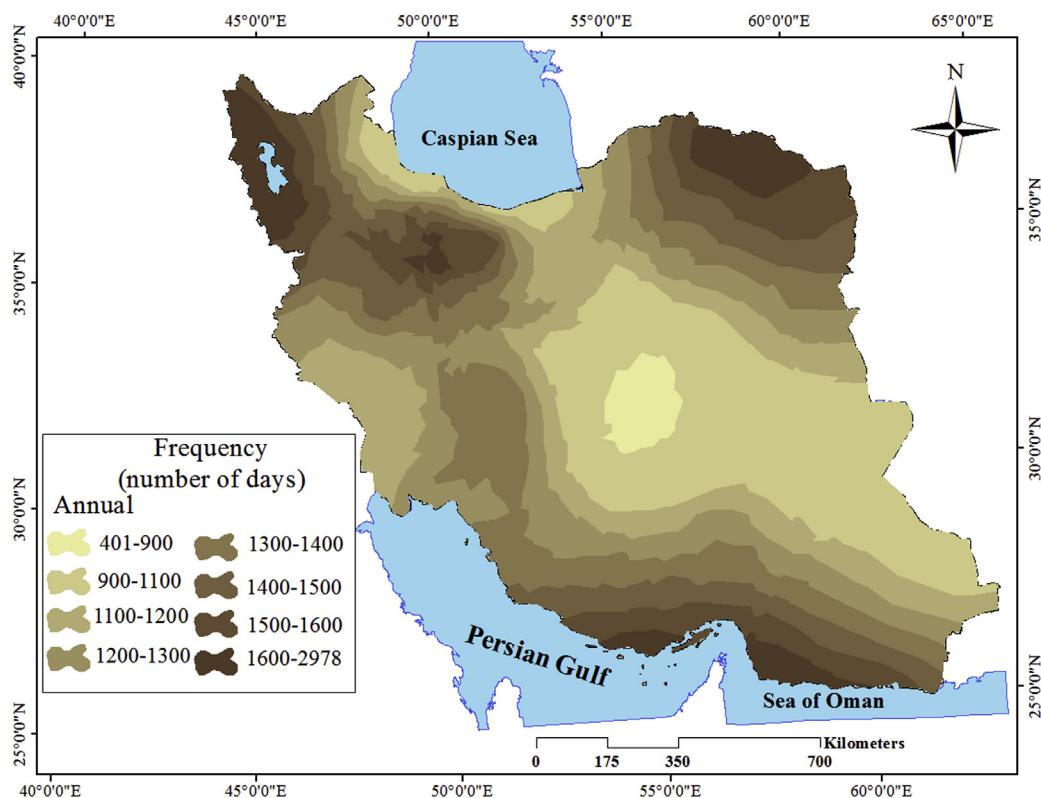 40°0'0"E 45°0'0"E 50°0'0"E 55°0'0"E 60°0'0"E 65°0'0"E
40°0'0"N
N
Caspian Sea
35°0'0"N
35°0'0"N
30°0'0"N
30°0'0"N
Frequency
(number of days)
Annual
401-900 1300-1400
900-1100 1400-1500
1100-1200 1500-1600
1200-1300 1600-2978
Persian Gulf
Sea of Oman
25°0'0"N
25°0'0"N
Kilometers
0 175 350 700
40°0'0"E 45°0'0"E 50°0'0"E 55°0'0"E 60°0'0"E